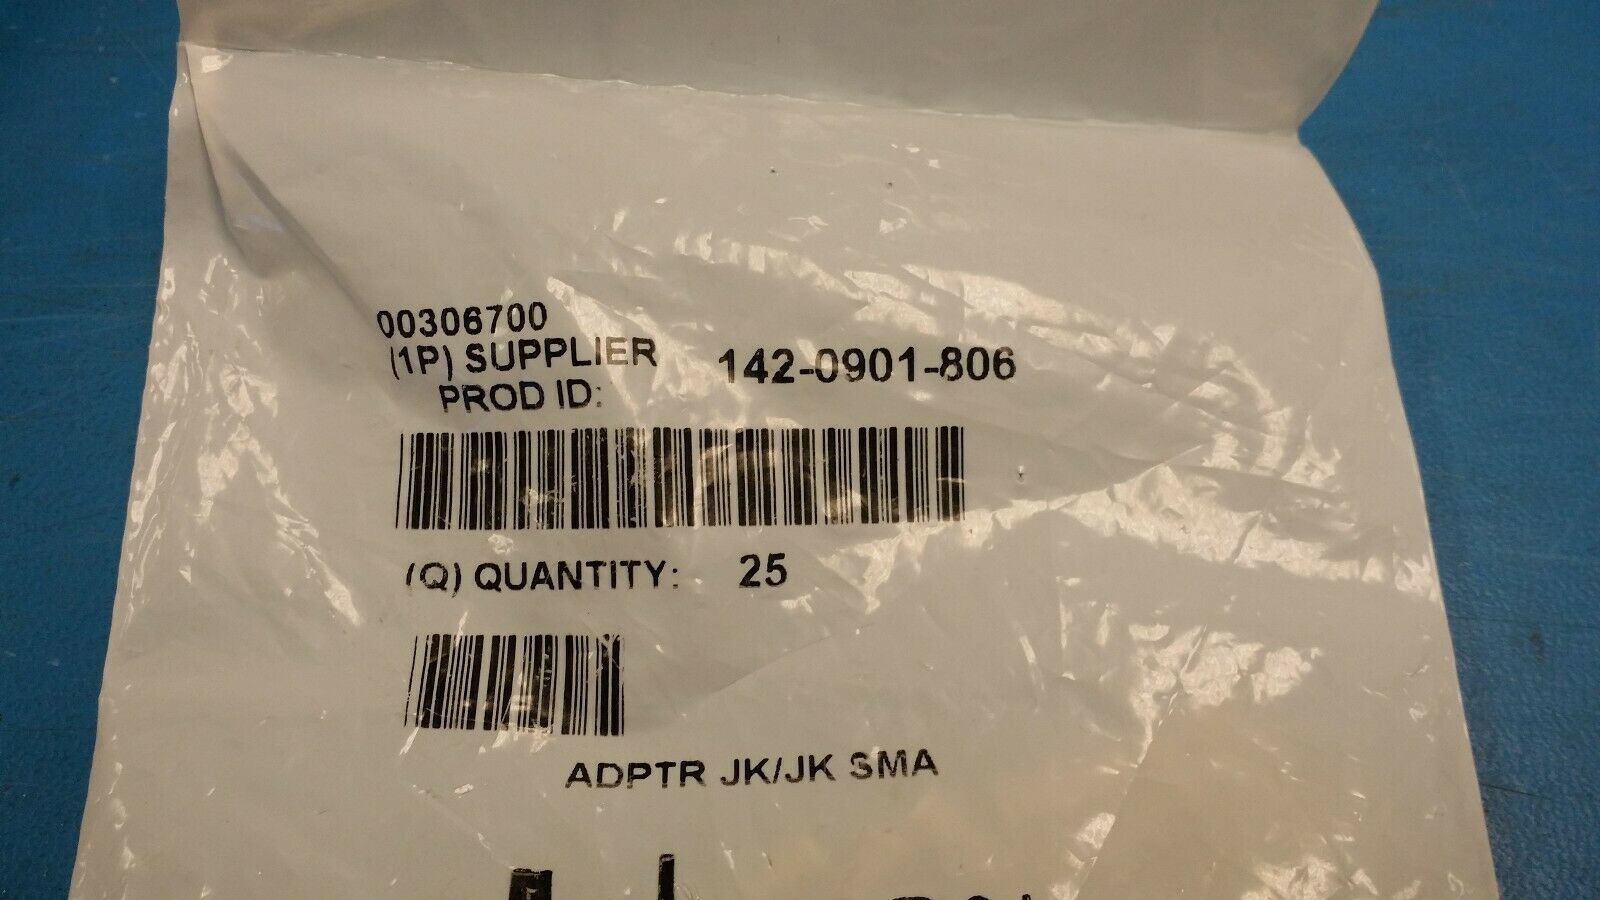 00306700
(1P) SUPPLIER 142-0901-806
PROD ID:
(Q) QUANTITY: 25
ADPTR JK/JK SMA